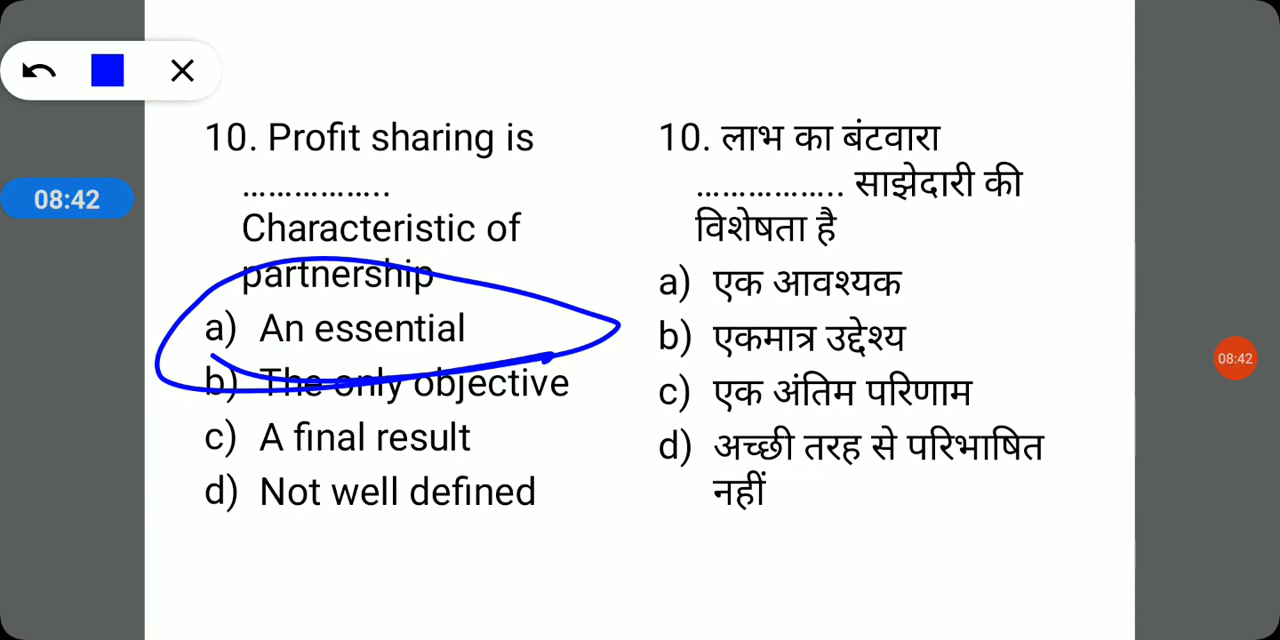 08:42
10. Profit sharing is
……………..
Characteristic of
partnership
a) An essential
b) The only objective
c) A final result
d) Not well defined
10. लाभ का बंटवारा
…………….. साझेदारी की
विशेषता है
a) एक आवश्यक
b) एकमात्र उद्देश्य
c) एक अंतिम परिणाम
d) अच्छी तरह से परिभाषित
नहीं
08:42